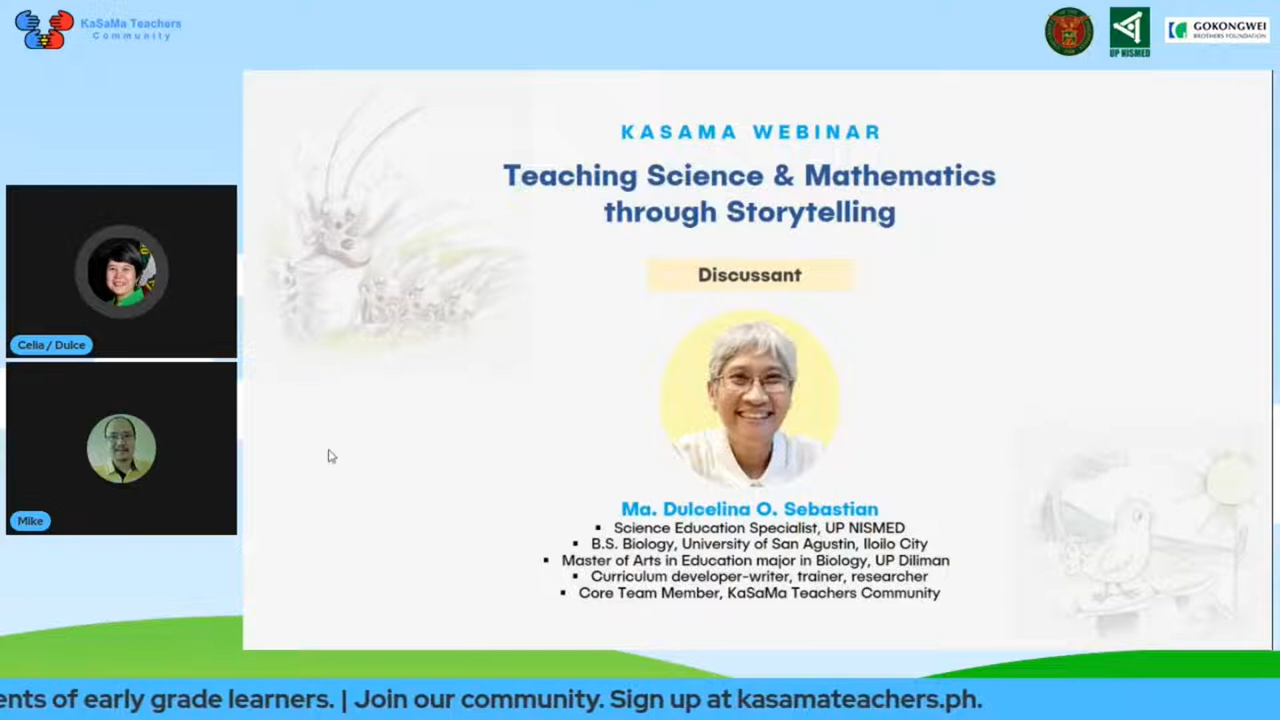 KaSaMa Teachers
Community
UP NISMED
GOKONGWEI
BROTHERS FOUNDATION
KASAMA WEBINAR
Teaching Science & Mathematics
through Storytelling
Discussant
Celia / Dulce
Mike
Ma. Dulcelina O. Sebastian
▪ Science Education Specialist, UP NISMED
▪ B.S. Biology, University of San Agustin, Iloilo City
▪ Master of Arts in Education major in Biology, UP Diliman
▪ Curriculum developer-writer, trainer, researcher
▪ Core Team Member, KaSaMa Teachers Community
ents of early grade learners. | Join our community. Sign up at kasamateachers.ph.